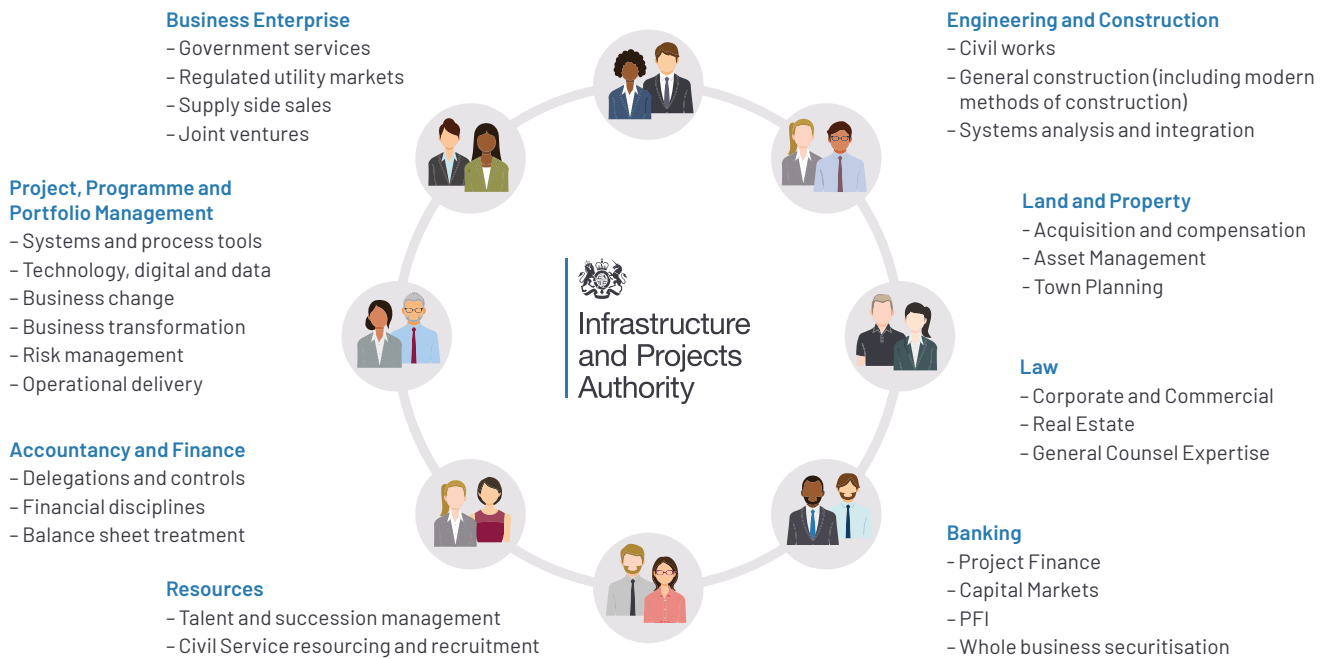 Business Enterprise
– Government services
– Regulated utility markets
– Supply side sales
– Joint ventures
Project, Programme and
Portfolio Management
– Systems and process tools
– Technology, digital and data
– Business change
– Business transformation
– Risk management
– Operational delivery
Accountancy and Finance
– Delegations and controls
– Financial disciplines
– Balance sheet treatment
Resources
– Talent and succession management
– Civil Service resourcing and recruitment
Infrastructure
and Projects
Authority
Engineering and Construction
– Civil works
– General construction (including modern
methods of construction)
– Systems analysis and integration
Land and Property
- Acquisition and compensation
- Asset Management
- Town Planning
Law
– Corporate and Commercial
– Real Estate
– General Counsel Expertise
Banking
- Project Finance
– Capital Markets
– PFI
– Whole business securitisation